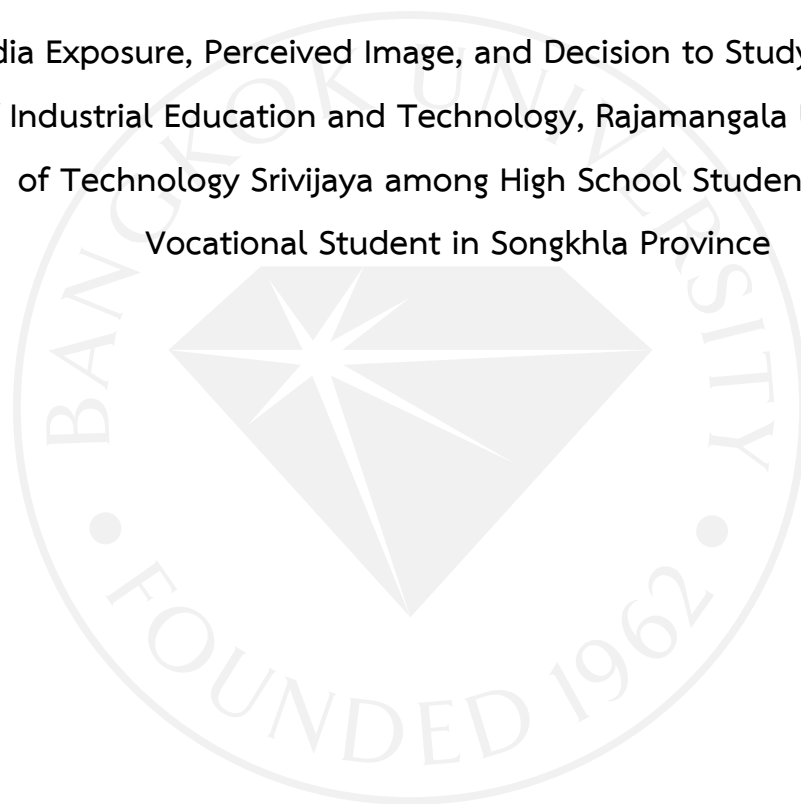 dia Exposure, Perceived Image, and Decision to Study
Industrial Education and Technology, Rajamangala
of Technology Srivijaya among High School Studen
Vocational Student in Songkhla Province
BANGKOK UNIVERSITY
• FOUNDED 1962 •